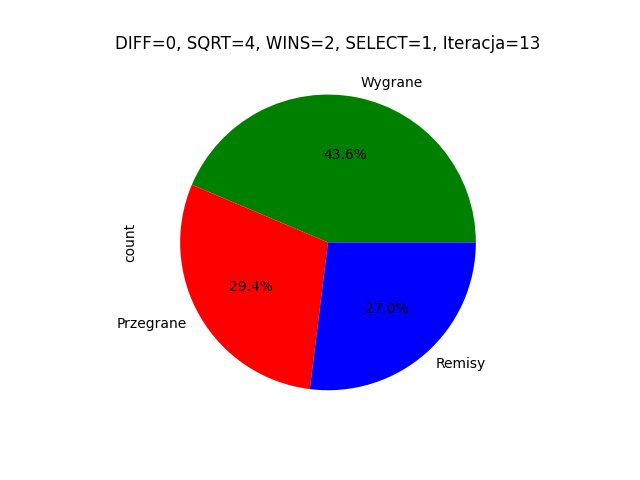 DIFF=0, SQRT=4, WINS=2, SELECT=1, Iteracja=13
Wygrane
43.6%
count
29.4%
27.0%
Przegrane
Remisy